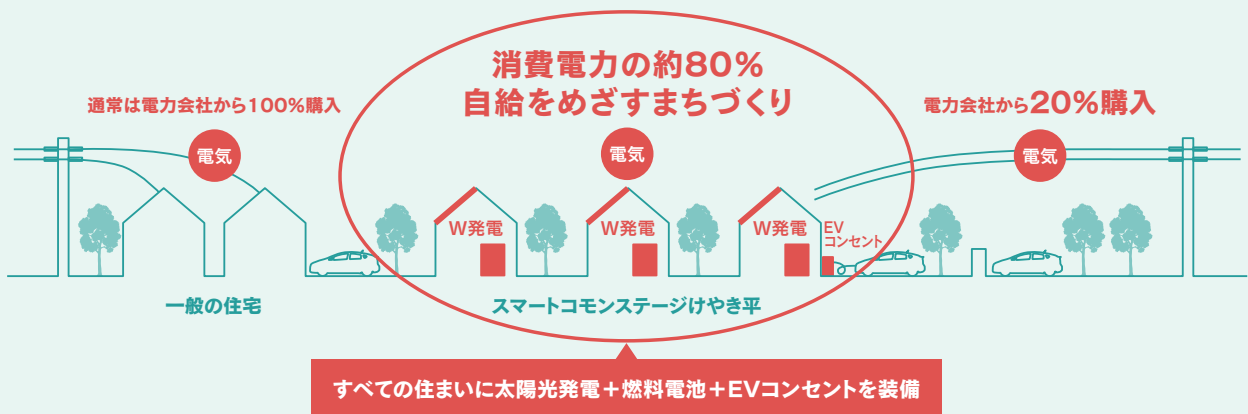 消費電力の約80%
自給をめざすまちづくり
通常は電力会社から100%購入
電力会社から20%購入
電気
電気
電気
W発電
W発電
W発電
EV
コンセント
一般の住宅
スマートコモンステージけやき平
すべての住まいに太陽光発電+燃料電池+EVコンセントを装備